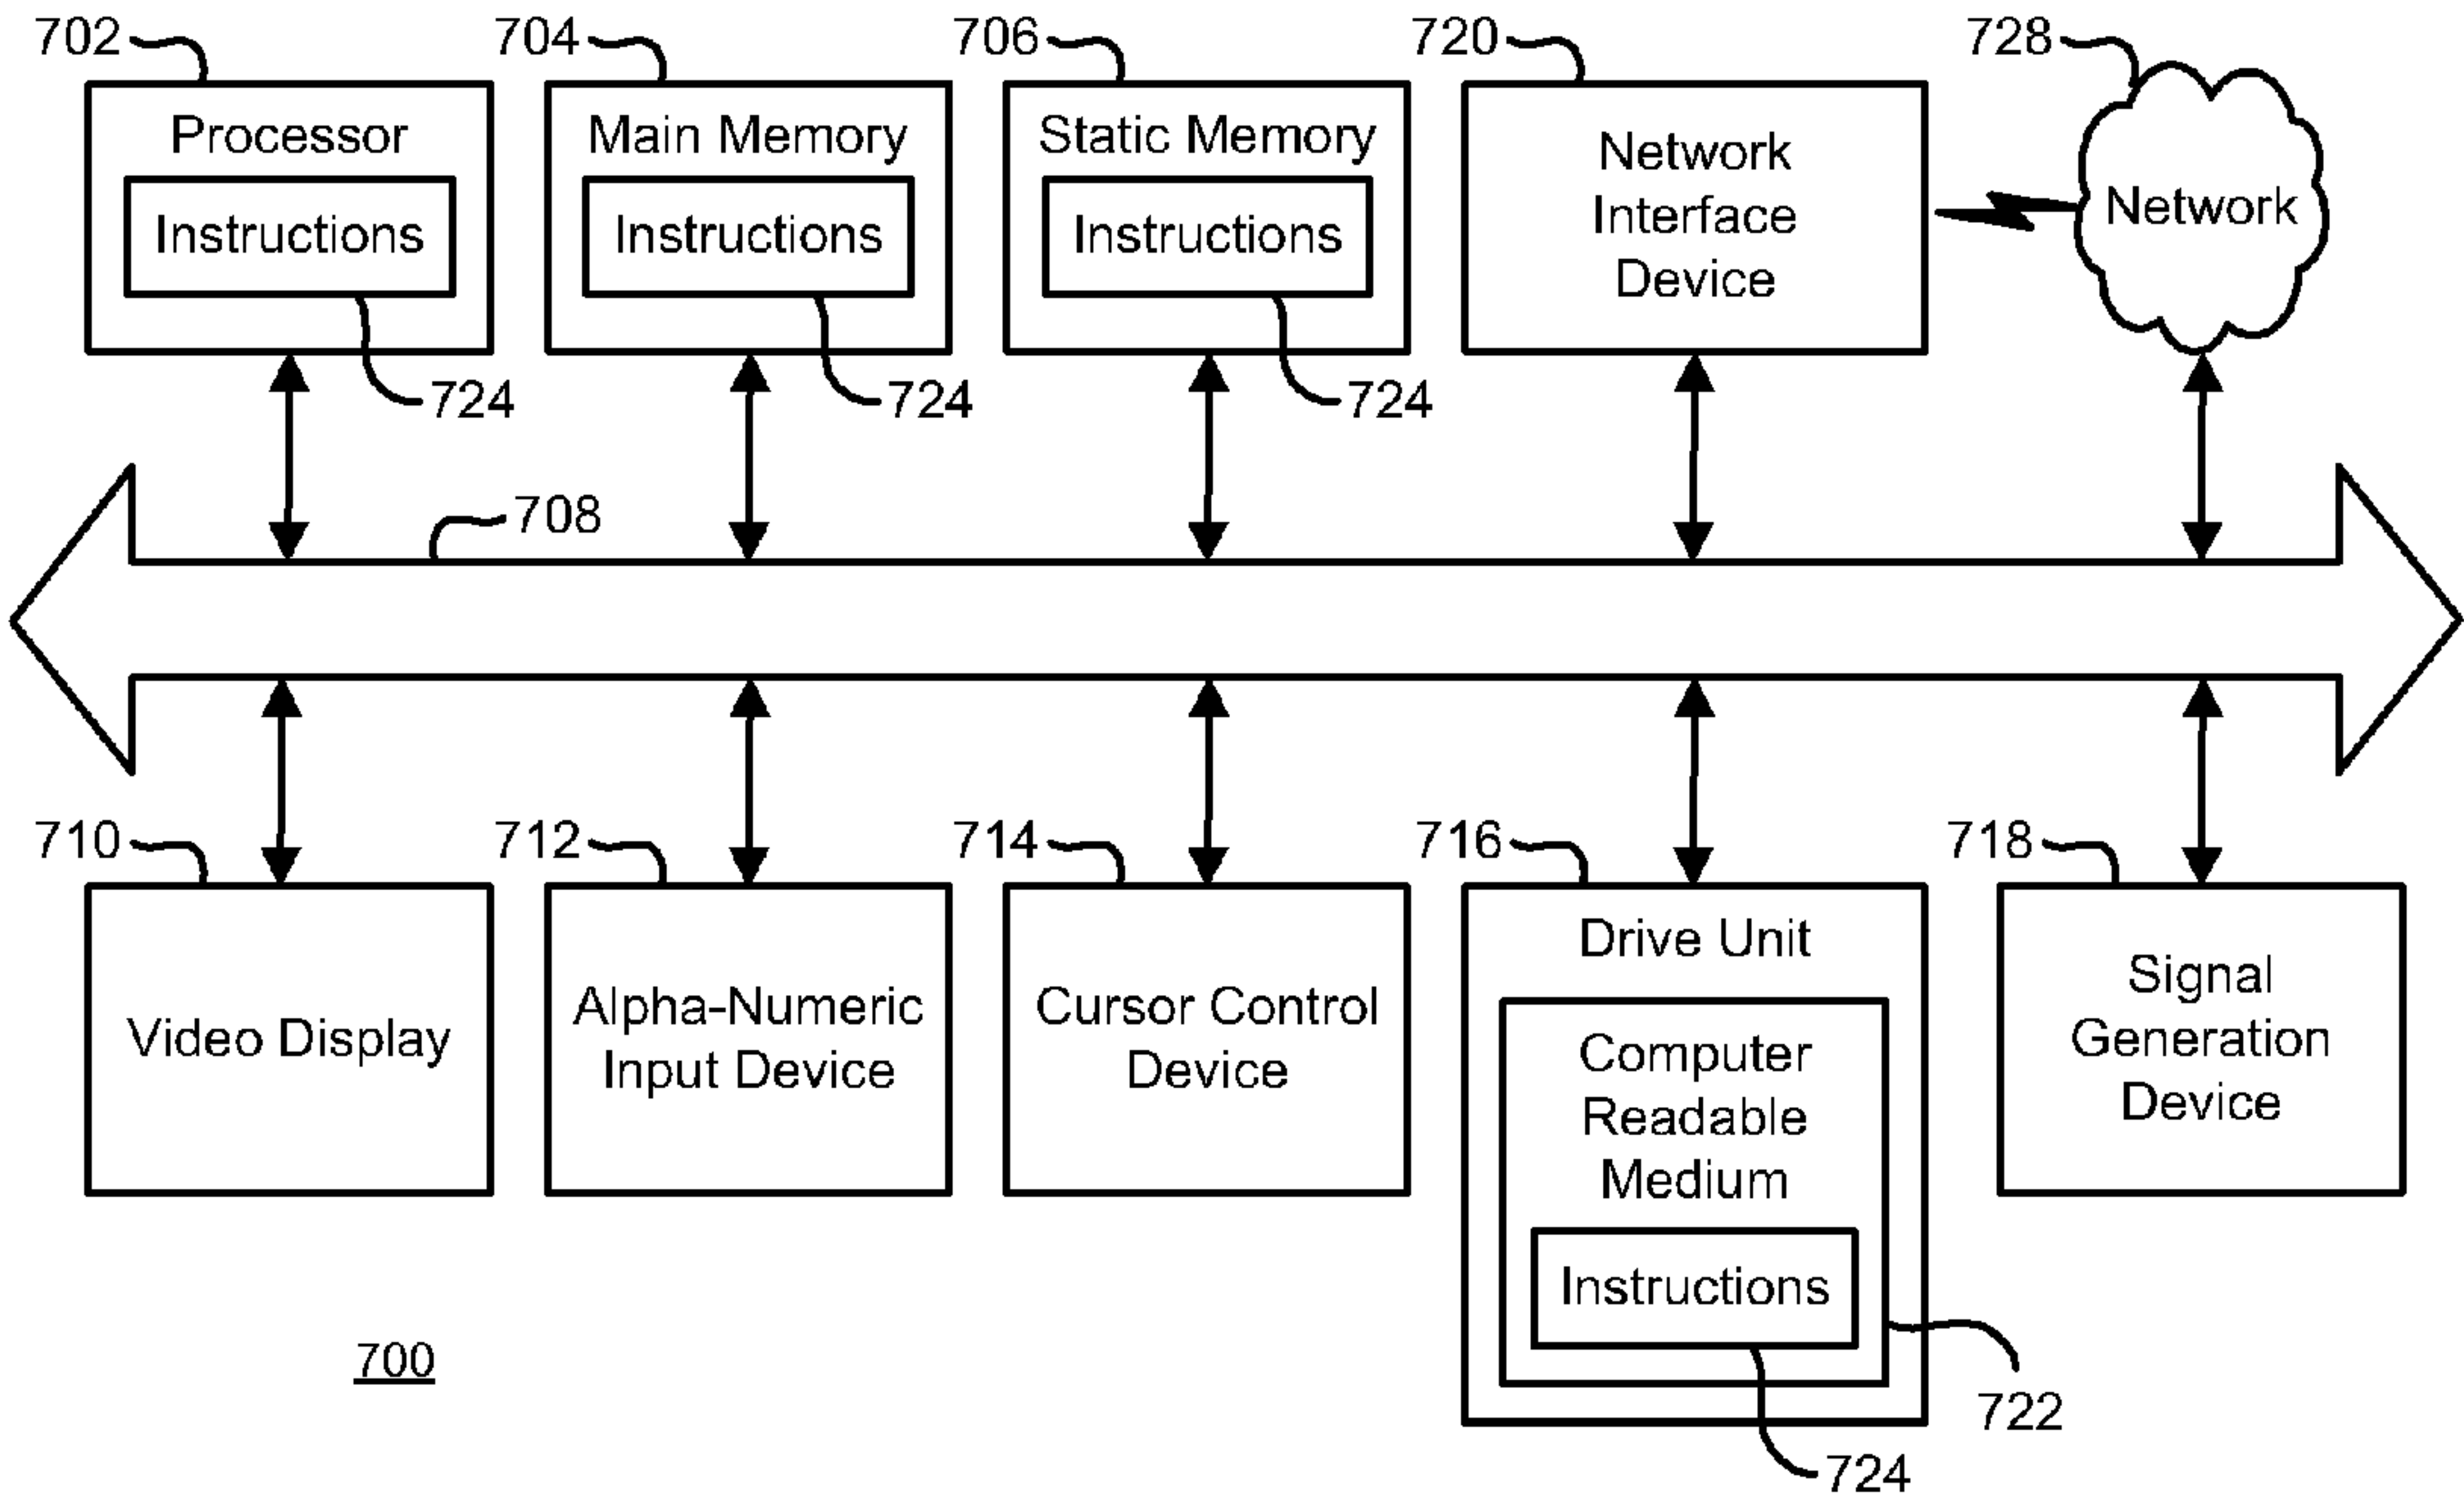 702
704
706
720
728
Processor
Instructions
724
Main Memory
Instructions
724
Static Memory
Instructions
724
Network
Interface
Device
Network
708
710
712
714
716
718
Video Display
Alpha-Numeric
Input Device
Cursor Control
Device
Drive Unit
Computer
Readable
Medium
Instructions
Signal
Generation
Device
700
722
724